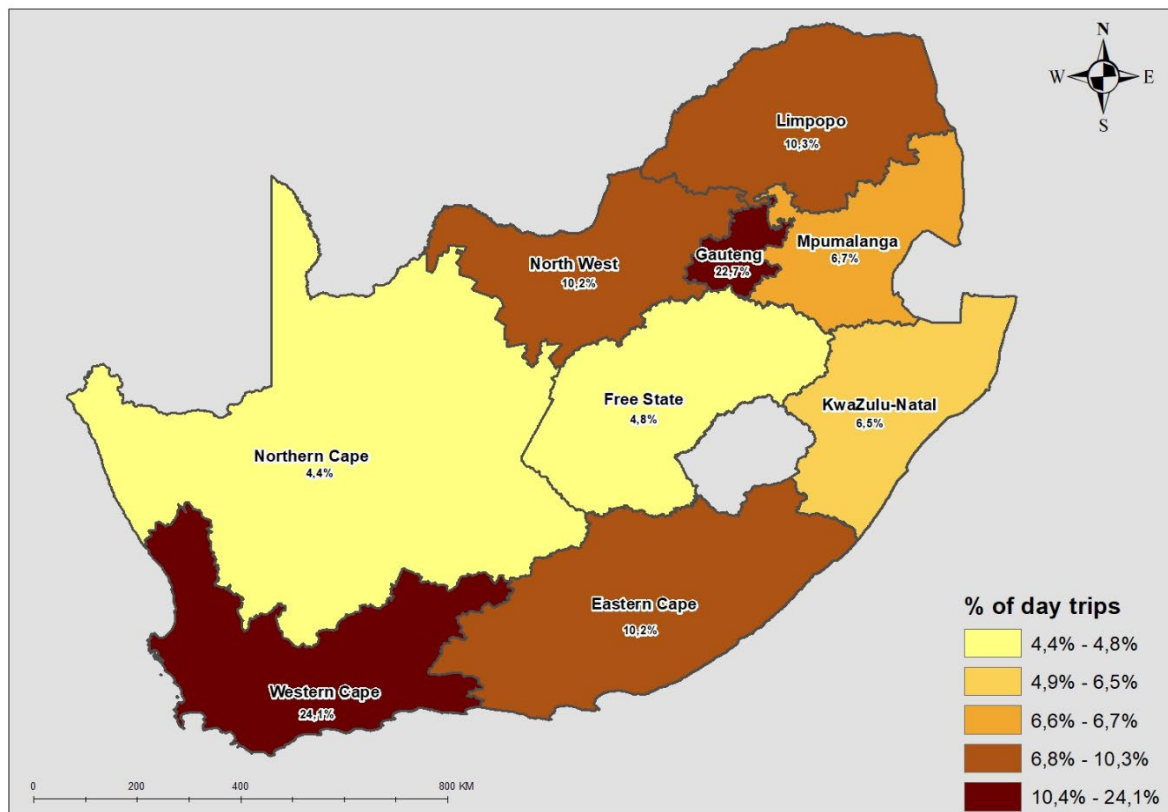 N
W E
S
Limpopo
10,3%
Mpumalanga
6,7%
Gauteng
22,7%
North West
10,2%
Free State
4,8%
KwaZulu-Natal
6,5%
Northern Cape
4,4%
Eastern Cape
10,2%
Western Cape
24,1%
% of day trips
4,4% - 4,8%
4,9% - 6,5%
6,6% - 6,7%
6,8% - 10,3%
10,4% - 24,1%
0 200 400 800 KM